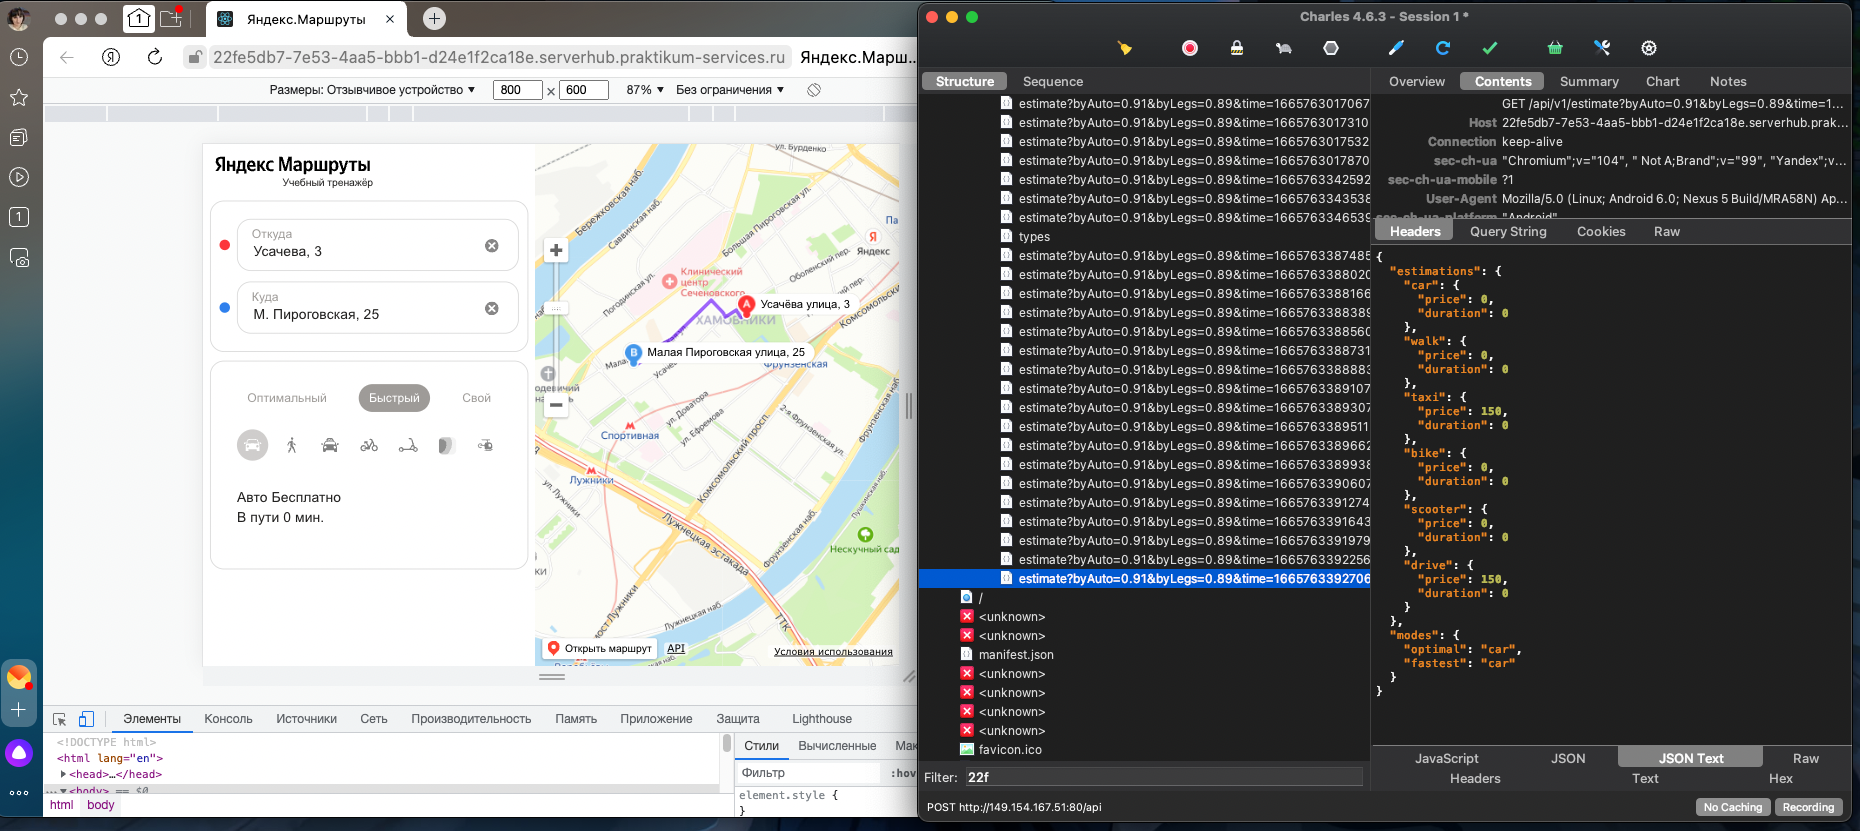 1
Яндекс.Маршруты
22fe5db7-7e53-4aa5-bbb1-d24e1f2ca18e.serverhub.praktikum-services.ru
Яндекс.Марш...
Размеры: Отзывчивое устройство ▼
800 × 600
87% ▼
Без ограничения ▼
1
Яндекс Маршруты
Учебный тренажёр
Откуда
Усачева, 3
Куда
М. Пироговская, 25
Оптимальный
Быстрый
Свой
Авто Бесплатно
В пути 0 мин.
ул. Бурденко
Бережковская наб.
Саввинская наб.
Большая Пироговская ул.
Погодинская ул.
Оболенский пер.
Па
Я
Яндекс
Клинический
центр
Сеченовского
A
Усачёва улица, 3
ХАМОВНИКИ
Комсомольский
B
Малая Пироговская улица, 25
Фрунзенская
Мала
Усачёв
одевичий
на
ул. Доватора
ул. Ефремова
2-я Фрунзенская ул.
Фрунзенская наб.
Спортивная
Лужники
ул. Лужники
Комсомольский просп.
Пушкинская наб.
Лужнецкая эстакада
Фрунзенская наб.
Нескучный сад
КИ
мост Лужники
Лужнецкая наб.
ТТК
Открыть маршрут
API
Условия использования
Элементы
Консоль
Источники
Сеть
Производительность
Память
Приложение
Защита
Lighthouse
<!DOCTYPE html>
<html lang="en">
<head>…</head>
<body> == $0
html body
Стили
Вычисленные
Мак
Фильтр
:hov
element.style {
}
Charles 4.6.3 - Session 1 *
Structure
Sequence
estimate?byAuto=0.91&byLegs=0.89&time=1665763017067
estimate?byAuto=0.91&byLegs=0.89&time=1665763017310
estimate?byAuto=0.91&byLegs=0.89&time=1665763017532
estimate?byAuto=0.91&byLegs=0.89&time=1665763017870
estimate?byAuto=0.91&byLegs=0.89&time=1665763342592
estimate?byAuto=0.91&byLegs=0.89&time=1665763343538
estimate?byAuto=0.91&byLegs=0.89&time=1665763346539
types
estimate?byAuto=0.91&byLegs=0.89&time=1665763387485
estimate?byAuto=0.91&byLegs=0.89&time=1665763388020
estimate?byAuto=0.91&byLegs=0.89&time=1665763388166
estimate?byAuto=0.91&byLegs=0.89&time=1665763388389
estimate?byAuto=0.91&byLegs=0.89&time=1665763388560
estimate?byAuto=0.91&byLegs=0.89&time=1665763388731
estimate?byAuto=0.91&byLegs=0.89&time=1665763388883
estimate?byAuto=0.91&byLegs=0.89&time=1665763389107
estimate?byAuto=0.91&byLegs=0.89&time=1665763389307
estimate?byAuto=0.91&byLegs=0.89&time=1665763389511
estimate?byAuto=0.91&byLegs=0.89&time=1665763389662
estimate?byAuto=0.91&byLegs=0.89&time=1665763389938
estimate?byAuto=0.91&byLegs=0.89&time=1665763390607
estimate?byAuto=0.91&byLegs=0.89&time=1665763391274
estimate?byAuto=0.91&byLegs=0.89&time=1665763391643
estimate?byAuto=0.91&byLegs=0.89&time=1665763391979
estimate?byAuto=0.91&byLegs=0.89&time=1665763392256
estimate?byAuto=0.91&byLegs=0.89&time=1665763392706
/
<unknown>
<unknown>
manifest.json
<unknown>
<unknown>
<unknown>
<unknown>
favicon.ico
Filter: 22f
POST http://149.154.167.51:80/api
Overview
Contents
Summary
Chart
Notes
GET /api/v1/estimate?byAuto=0.91&byLegs=0.89&time=1...
Host 22fe5db7-7e53-4aa5-bbb1-d24e1f2ca18e.serverhub.prak...
Connection keep-alive
sec-ch-ua "Chromium";v="104", " Not A;Brand";v="99", "Yandex";v...
sec-ch-ua-mobile ?1
User-Agent Mozilla/5.0 (Linux; Android 6.0; Nexus 5 Build/MRA58N) Ap...
sec-ch-ua-platform "Android"
Headers
Query String
Cookies
Raw
{
"estimations": {
"car": {
"price": 0,
"duration": 0
},
"walk": {
"price": 0,
"duration": 0
},
"taxi": {
"price": 150,
"duration": 0
},
"bike": {
"price": 0,
"duration": 0
},
"scooter": {
"price": 0,
"duration": 0
},
"drive": {
"price": 150,
"duration": 0
}
},
"modes": {
"optimal": "car",
"fastest": "car"
}
}
JavaScript
JSON
JSON Text
Raw
Headers
Text
Hex
No Caching
Recording